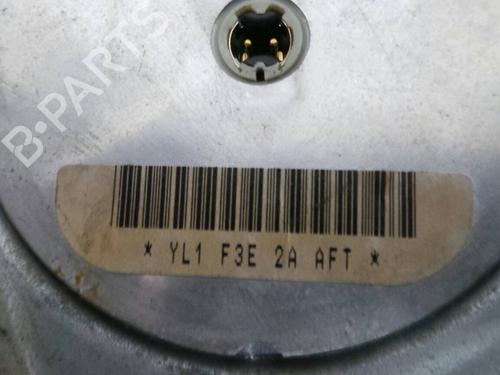 B-PARTS
* YL1 F3E 2A AFT *